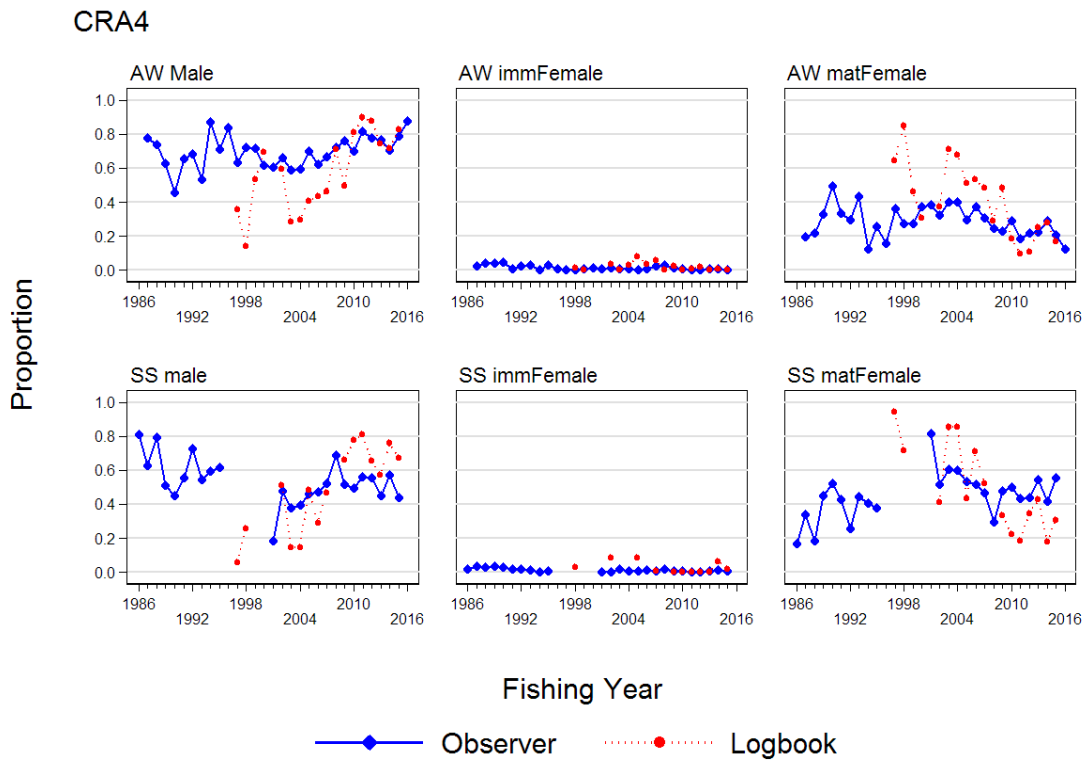 CRA4
AW Male
AW immFemale
AW matFemale
1.0
0.8
0.6
0.4
0.2
0.0
1986 1992 1998 2004 2010 2016
1986 1992 1998 2004 2010 2016
1986 1992 1998 2004 2010 2016
Proportion
SS male
SS immFemale
SS matFemale
1.0
0.8
0.6
0.4
0.2
0.0
1986 1992 1998 2004 2010 2016
1986 1992 1998 2004 2010 2016
1986 1992 1998 2004 2010 2016
Fishing Year
Observer
Logbook